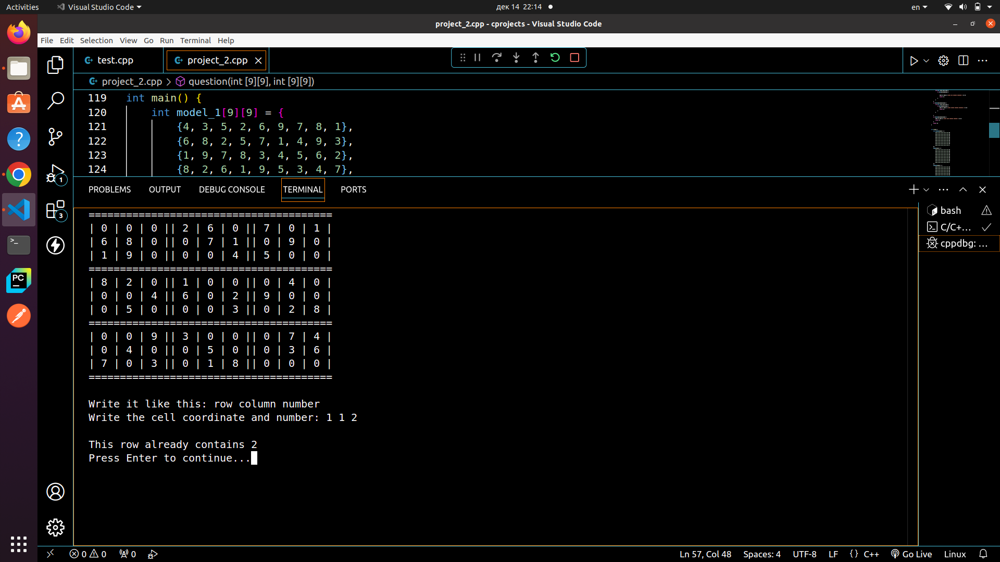 Activities Visual Studio Code дек 14 22:14 en
project_2.cpp - cprojects - Visual Studio Code
File Edit Selection View Go Run Terminal Help
test.cpp project_2.cpp
project_2.cpp > question(int [9][9], int [9][9])
119 int main() {
120 int model_1[9][9] = {
121 {4, 3, 5, 2, 6, 9, 7, 8, 1},
122 {6, 8, 2, 5, 7, 1, 4, 9, 3},
123 {1, 9, 7, 8, 3, 4, 5, 6, 2},
124 {8, 2, 6, 1, 9, 5, 3, 4, 7},
PROBLEMS OUTPUT DEBUG CONSOLE TERMINAL PORTS
bash
C/C+...
cppdbg: ...
1
3
=======================================
| 0 | 0 | 0 || 2 | 6 | 0 || 7 | 0 | 1 |
| 6 | 8 | 0 || 0 | 7 | 1 || 0 | 9 | 0 |
| 1 | 9 | 0 || 0 | 0 | 4 || 5 | 0 | 0 |
=======================================
| 8 | 2 | 0 || 1 | 0 | 0 || 0 | 4 | 0 |
| 0 | 0 | 4 || 6 | 0 | 2 || 9 | 0 | 0 |
| 0 | 5 | 0 || 0 | 0 | 3 || 0 | 2 | 8 |
=======================================
| 0 | 0 | 9 || 3 | 0 | 0 || 0 | 7 | 4 |
| 0 | 4 | 0 || 0 | 5 | 0 || 0 | 3 | 6 |
| 7 | 0 | 3 || 0 | 1 | 8 || 0 | 0 | 0 |
=======================================
Write it like this: row column number
Write the cell coordinate and number: 1 1 2
This row already contains 2
Press Enter to continue...
PC
0 0 0 Ln 57, Col 48 Spaces: 4 UTF-8 LF {} C++ Go Live Linux